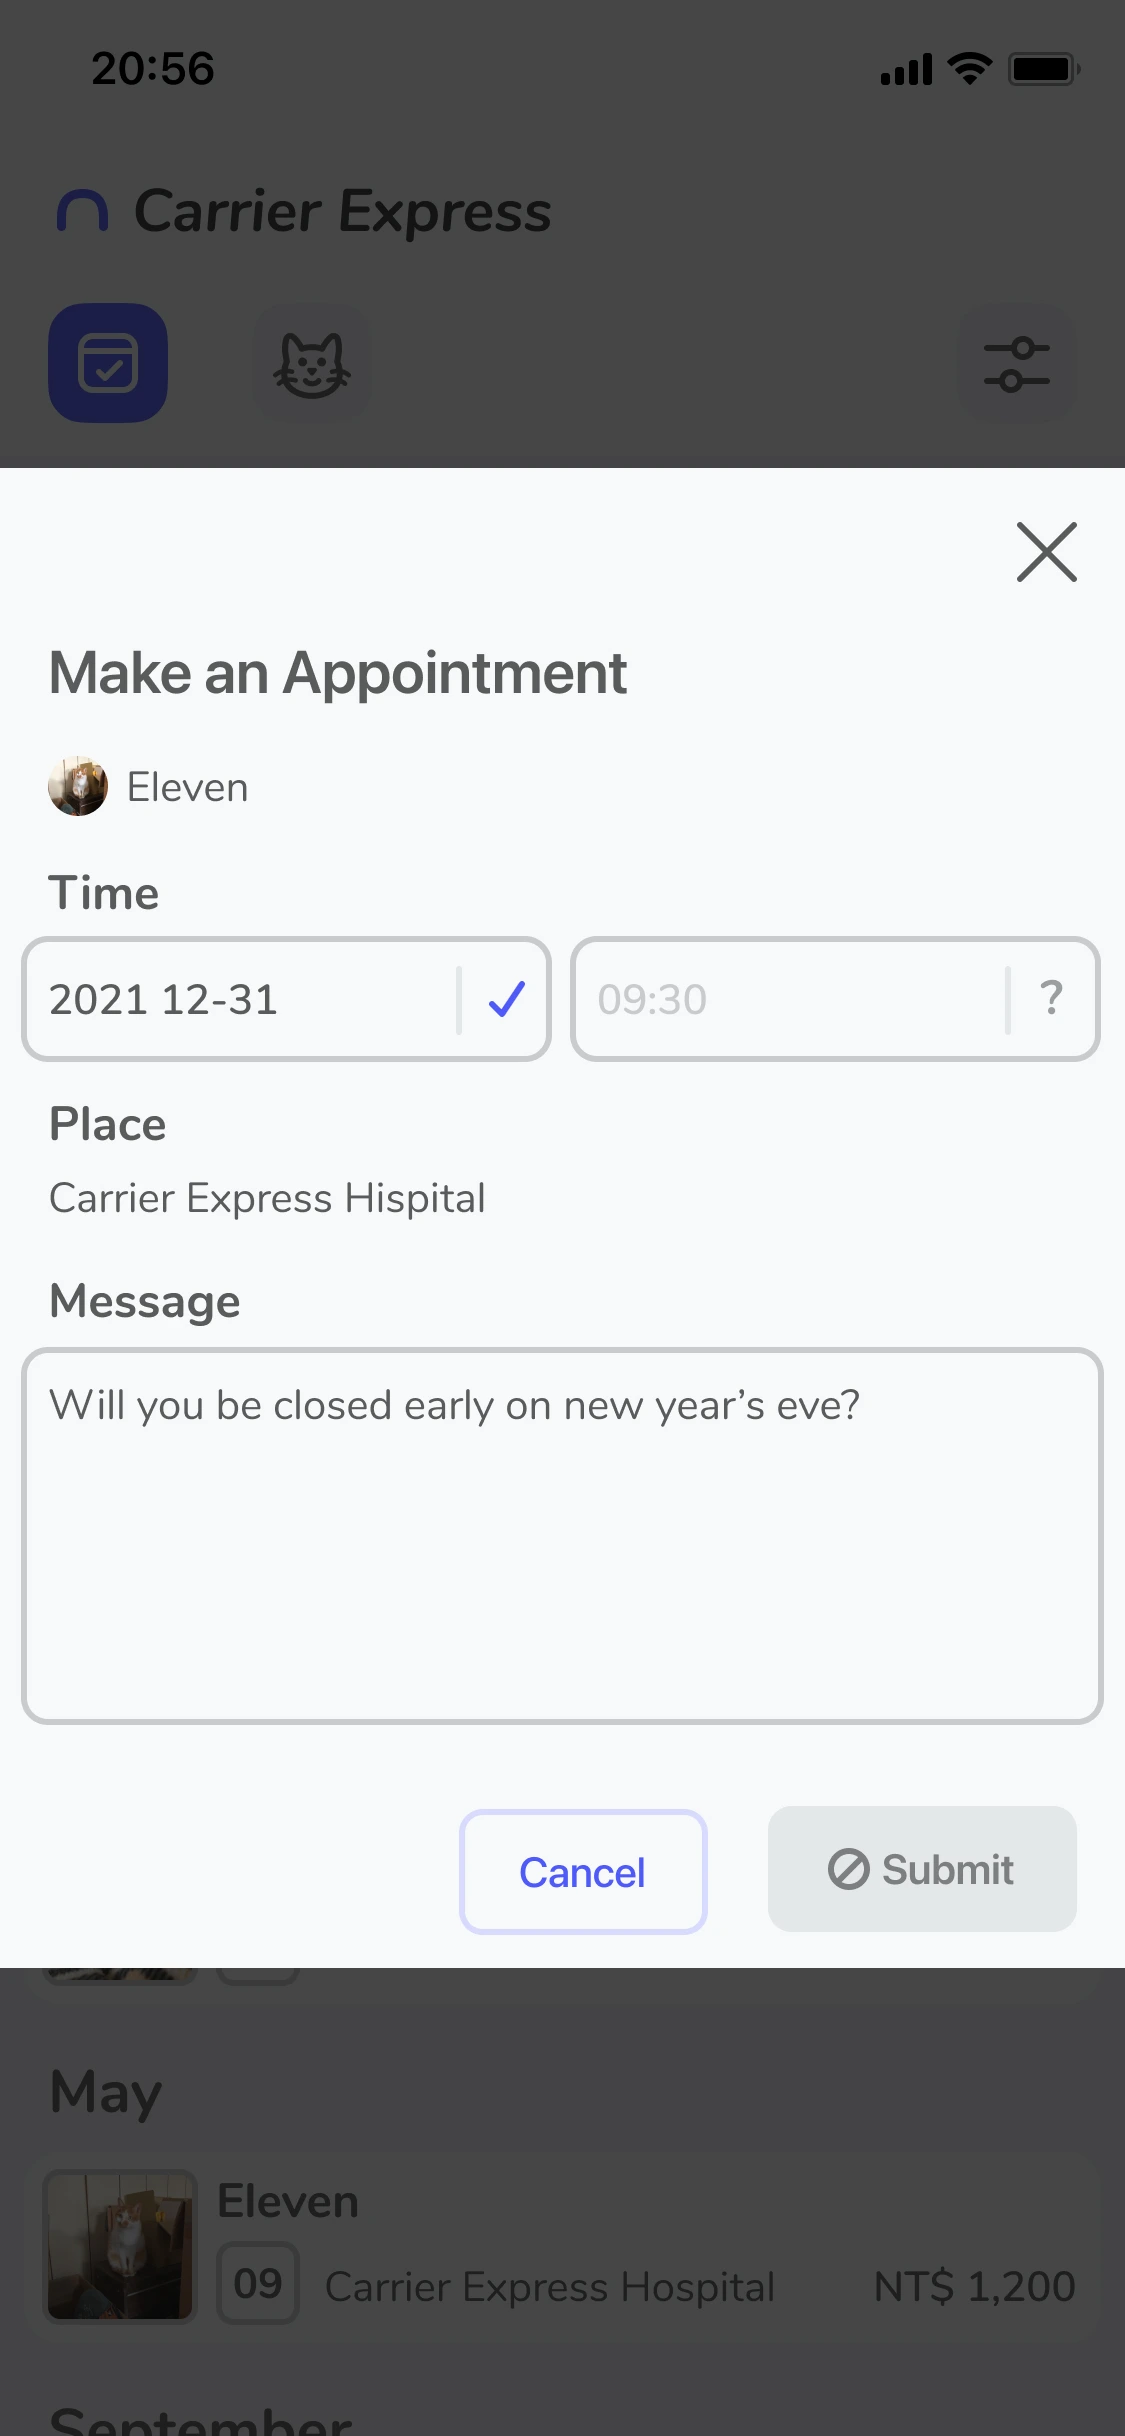 20:56
Carrier Express
Make an Appointment
Eleven
Time
2021 12-31
09:30 ?
Place
Carrier Express Hispital
Message
Will you be closed early on new year’s eve?
Cancel Submit
May
Eleven
09 Carrier Express Hospital NT$ 1,200
September